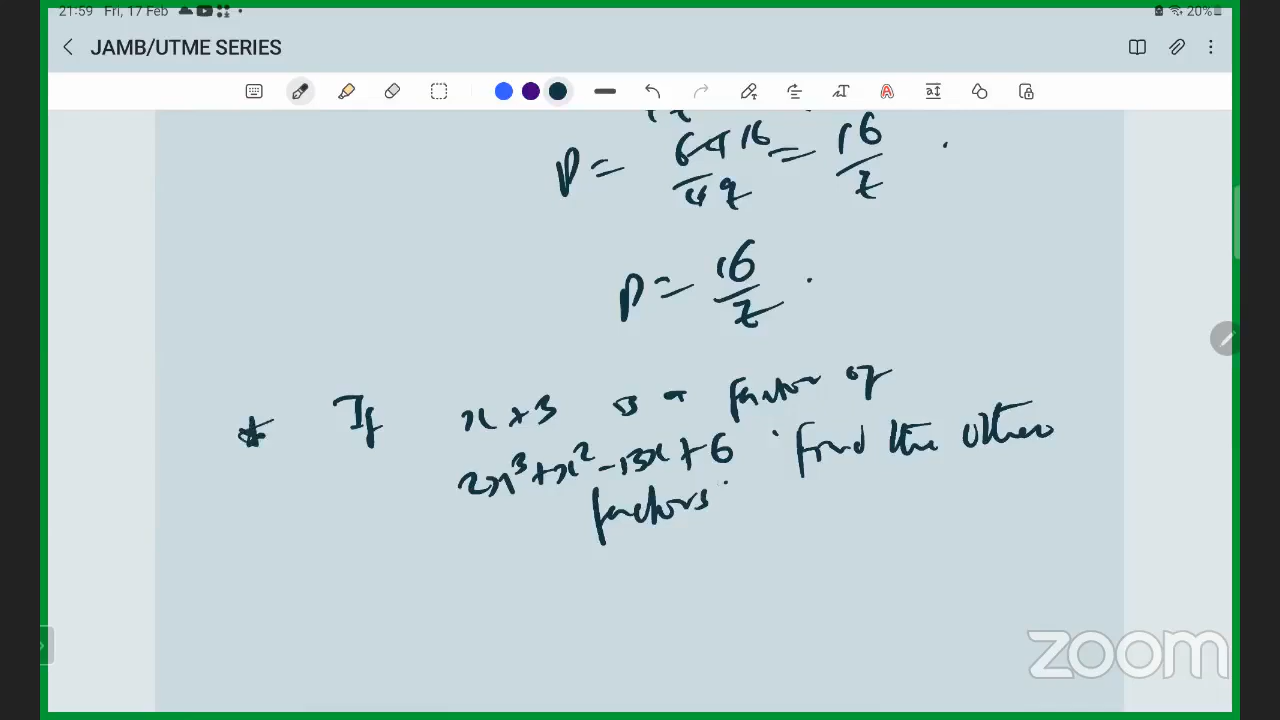 21:59 Fri, 17 Feb
20%
JAMB/UTME SERIES
P = 64 16 = 16
4q z
P = 16
z
* If x+3 is a factor of
2x³+x²-13x+6 . find the other
factors.
zoom